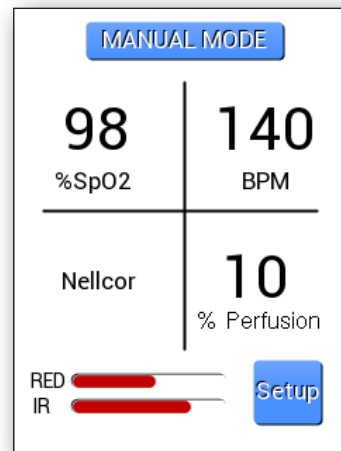 MANUAL MODE
98
%SpO2
140
BPM
Nellcor
10
% Perfusion
RED
IR
Setup